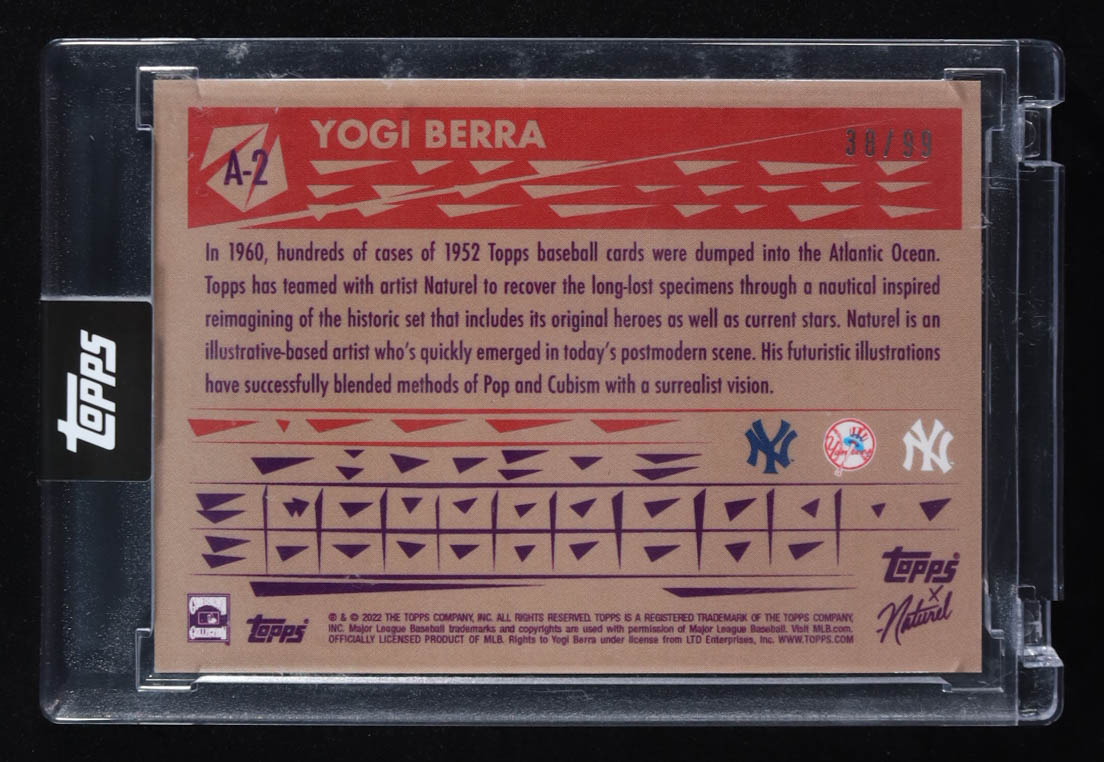 YOGI BERRA
38/99
A-2
In 1960, hundreds of cases of 1952 Topps baseball cards were dumped into the Atlantic Ocean.
Topps has teamed with artist Naturel to recover the long-lost specimens through a nautical inspired
reimagining of the historic set that includes its original heroes as well as current stars. Naturel is an
illustrative-based artist who's quickly emerged in today's postmodern scene. His futuristic illustrations
have successfully blended methods of Pop and Cubism with a surrealist vision.
topps
NY
Yankees
NY
topps®
X
Naturel
topps
® & © 2022 THE TOPPS COMPANY, INC. ALL RIGHTS RESERVED. TOPPS IS A REGISTERED TRADEMARK OF THE TOPPS COMPANY,
INC. Major League Baseball trademarks and copyrights are used with permission of Major League Baseball. Visit MLB.com.
OFFICIALLY LICENSED PRODUCT OF MLB. Rights to Yogi Berra under license from LTD Enterprises, Inc. WWW.TOPPS.COM